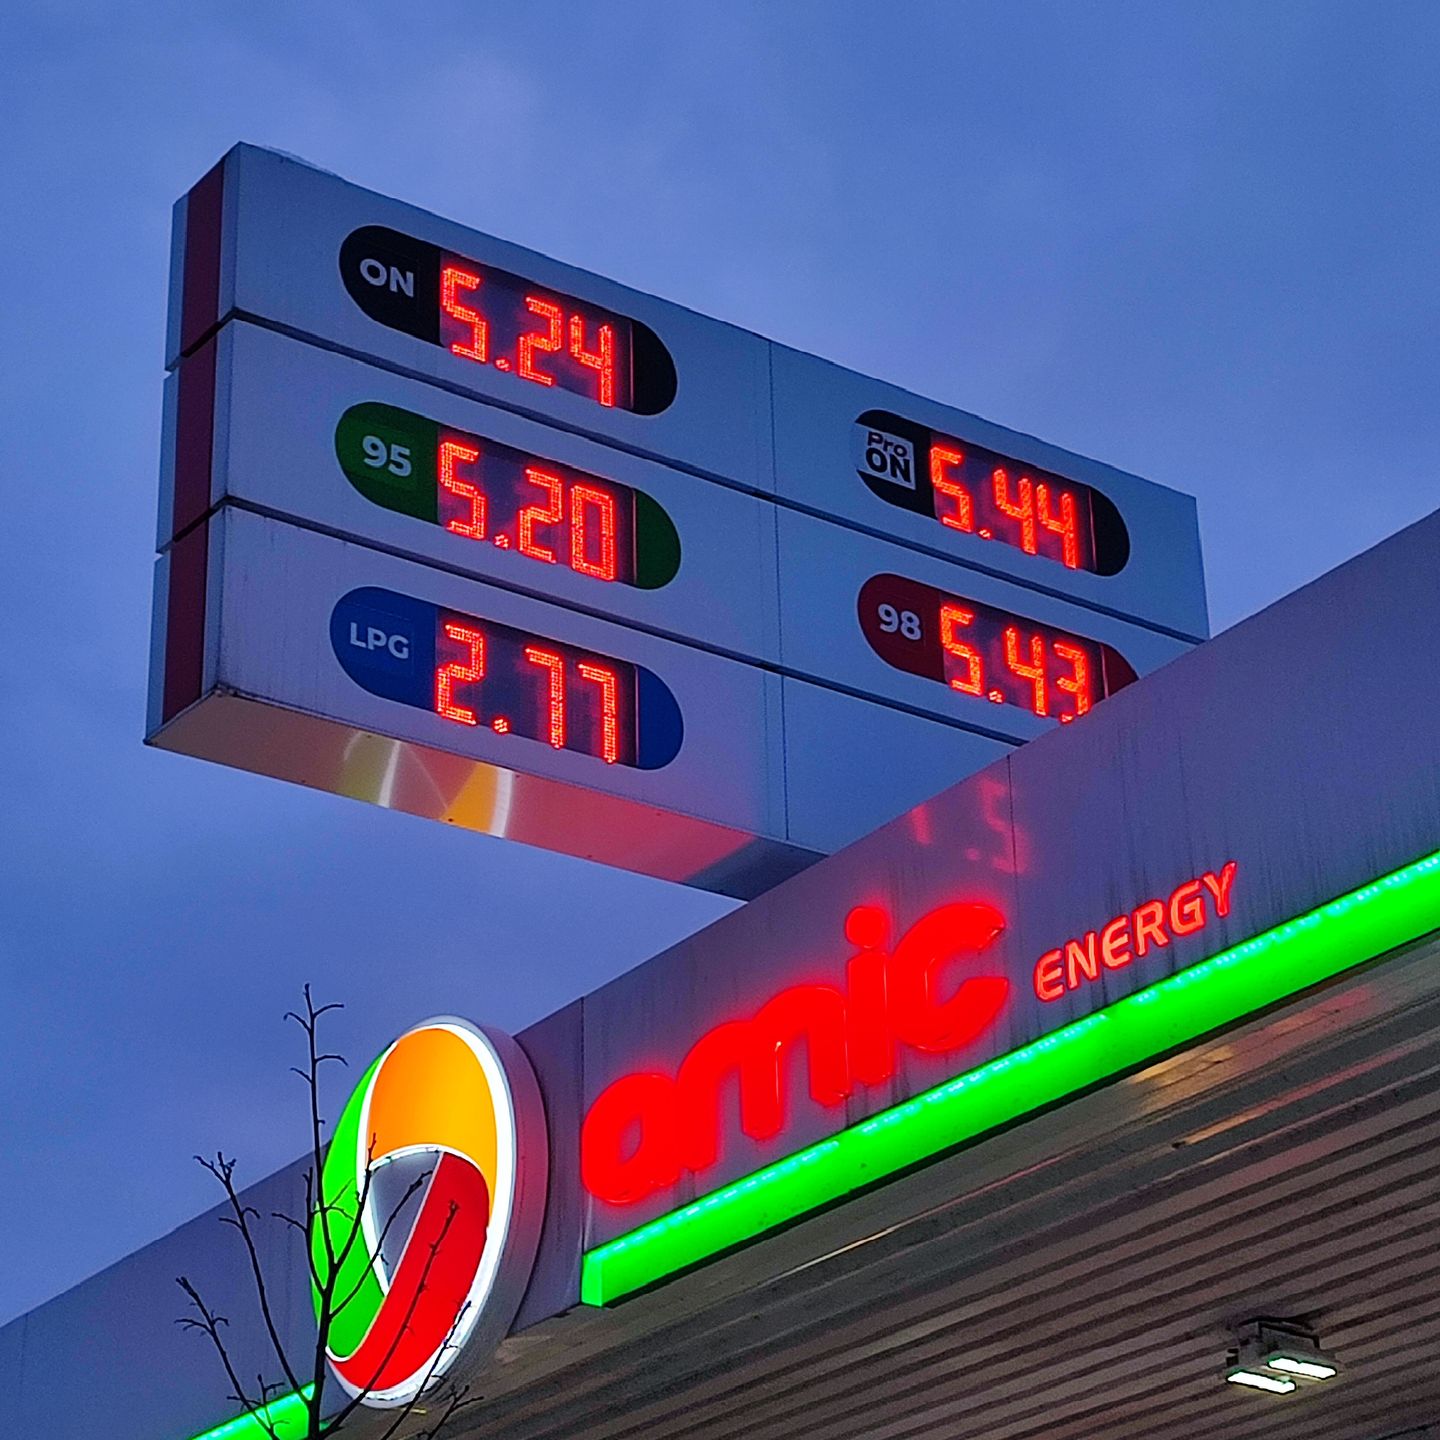 ON 5.24
95 5.20
LPG 2.77
Pro
ON 5.44
98 5.43
amic ENERGY